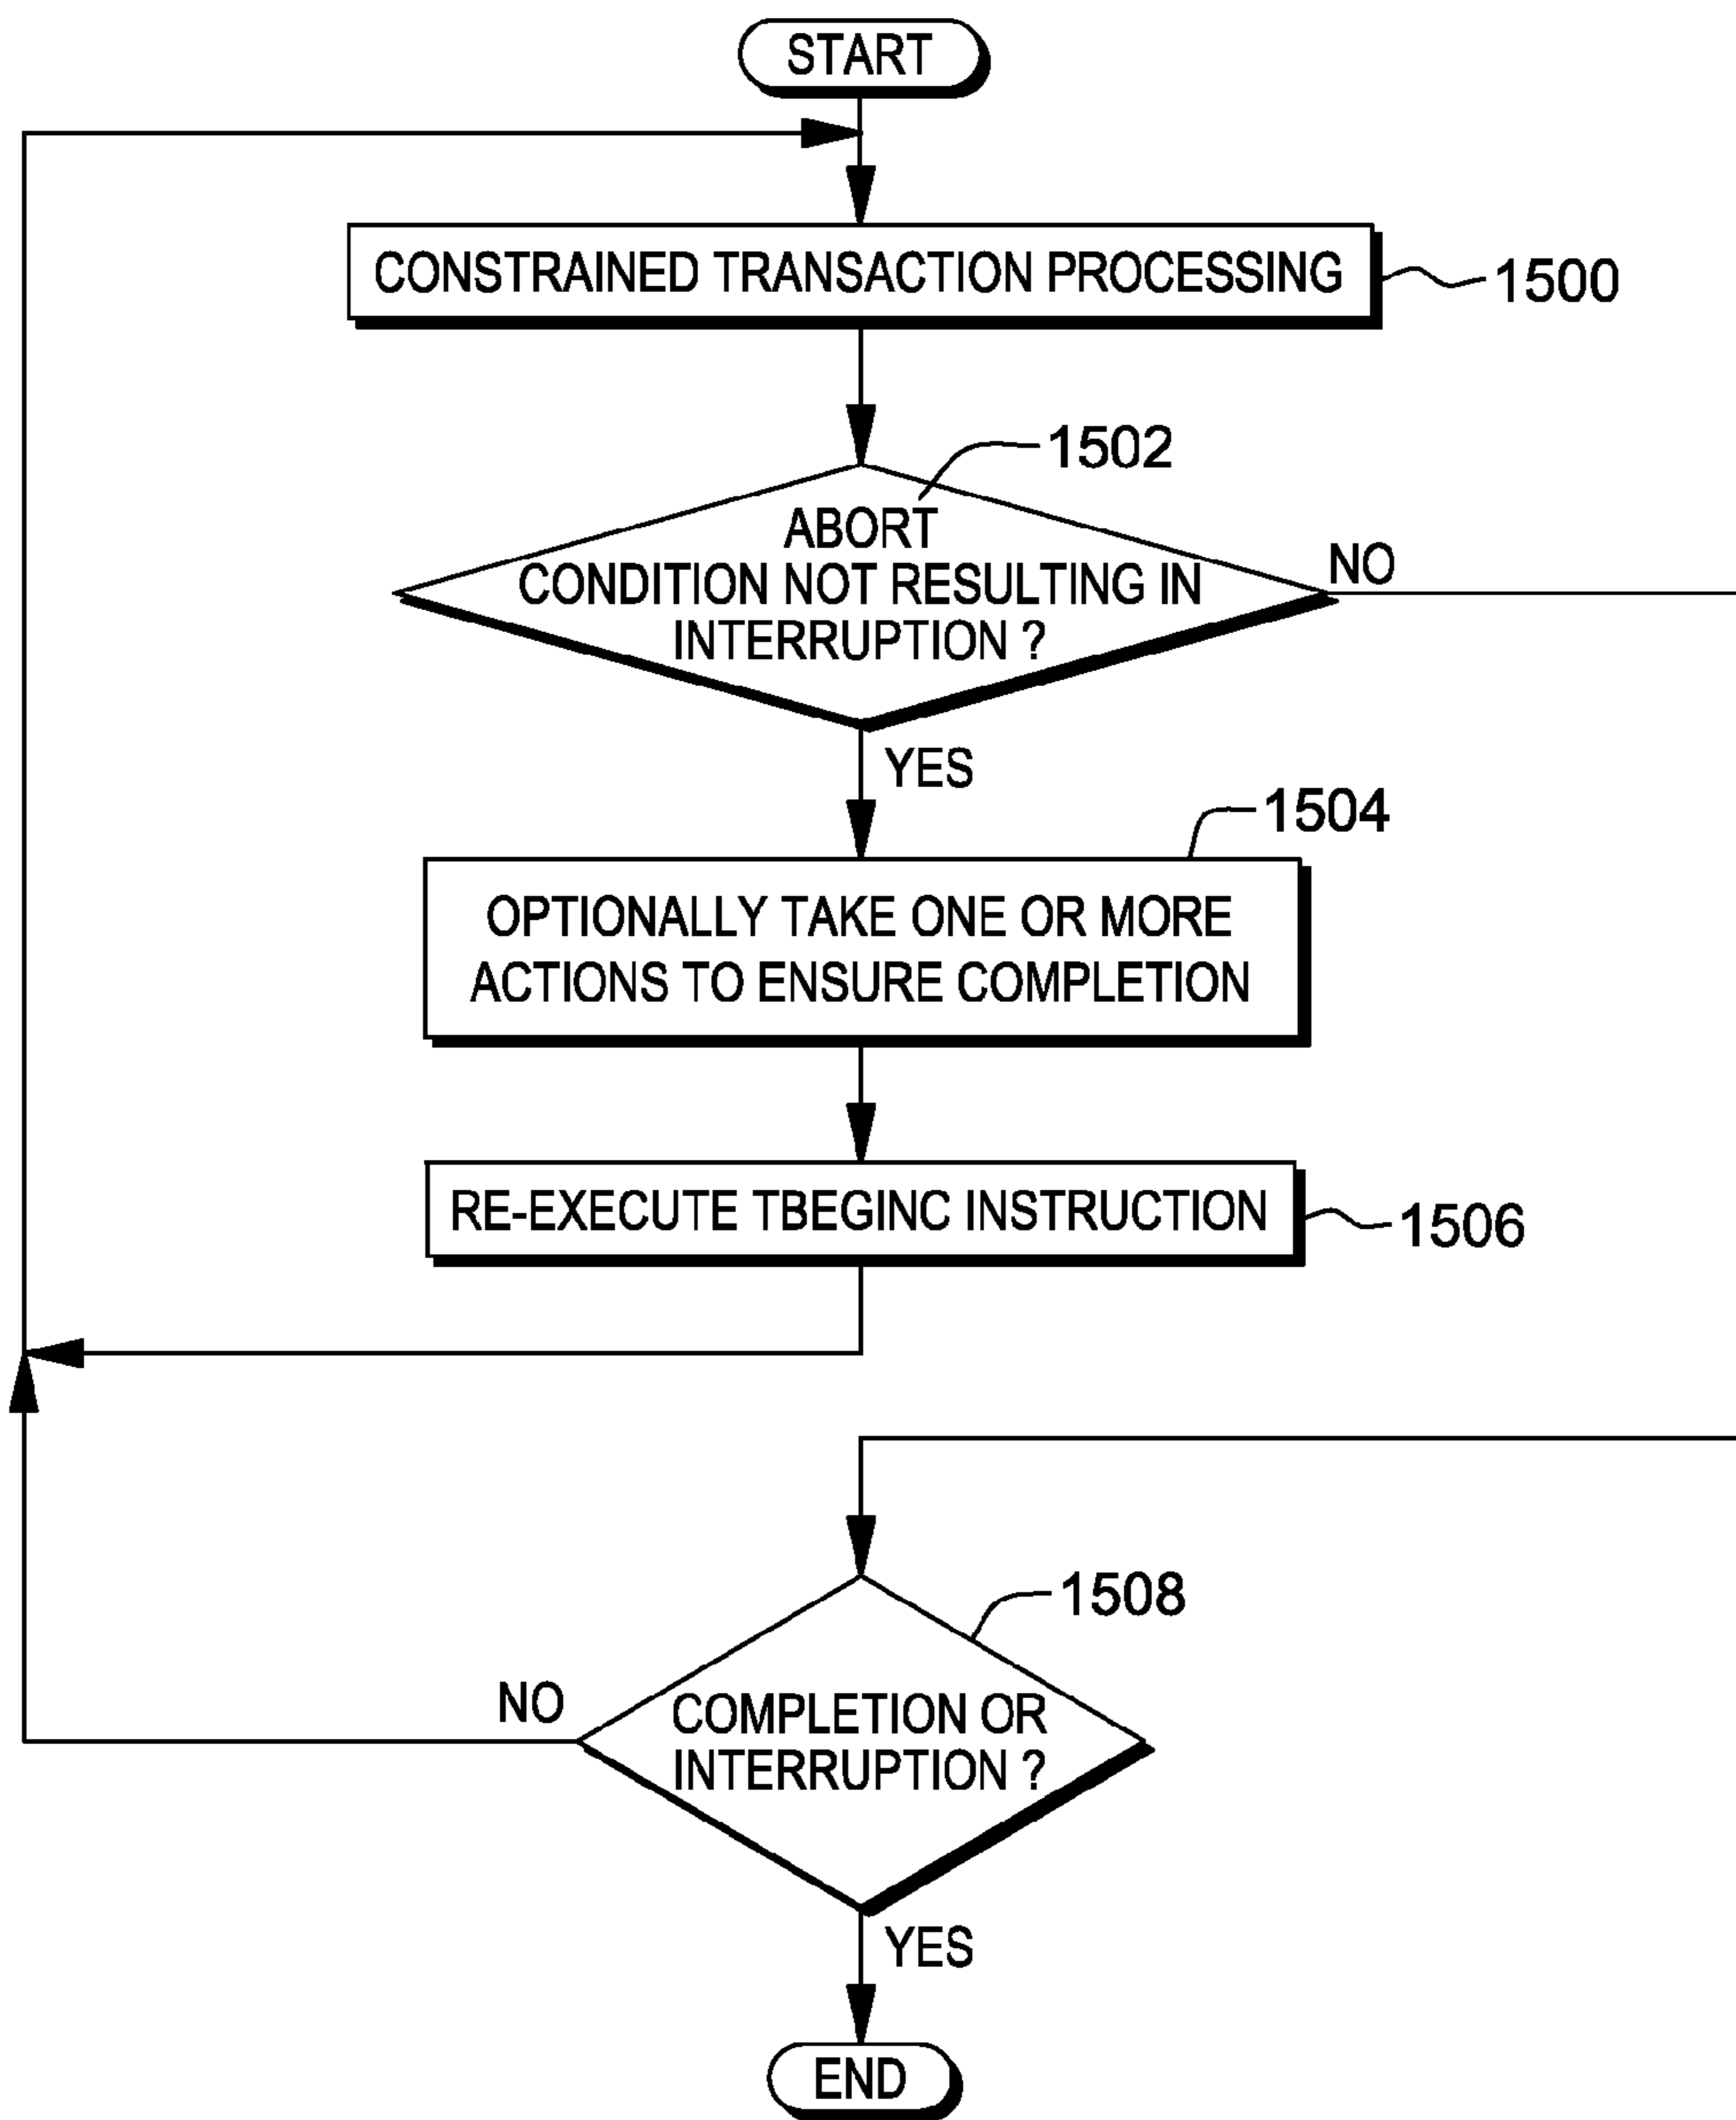 START
CONSTRAINED TRANSACTION PROCESSING
1500
1502
ABORT
CONDITION NOT RESULTING IN
INTERRUPTION ?
NO
YES
1504
OPTIONALLY TAKE ONE OR MORE
ACTIONS TO ENSURE COMPLETION
RE-EXECUTE TBEGINC INSTRUCTION
1506
1508
COMPLETION OR
INTERRUPTION ?
NO
YES
END